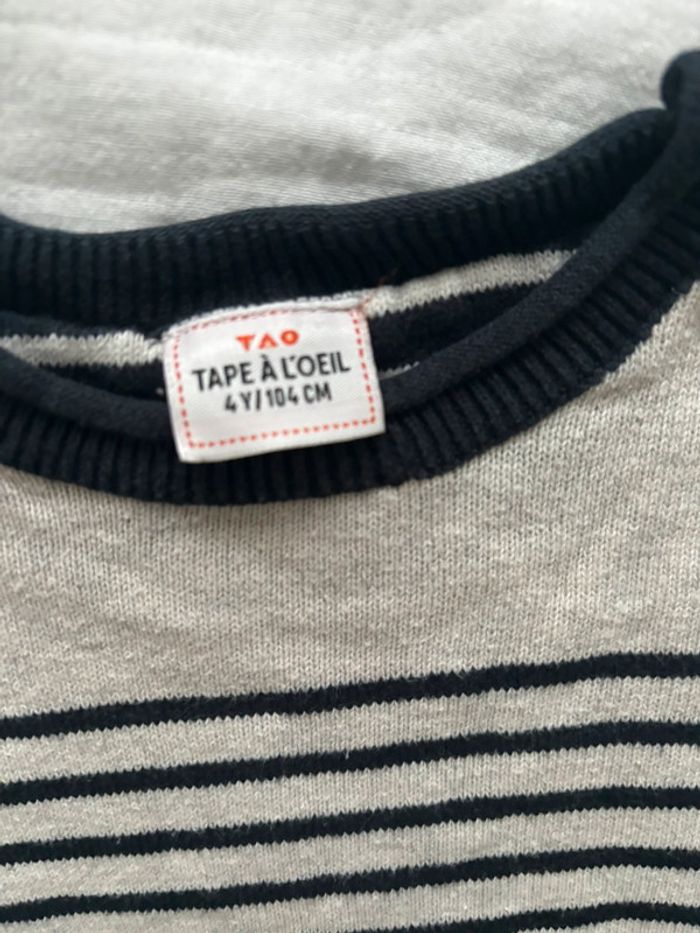 TAO
TAPE À L'OEIL
4 Y/104 CM